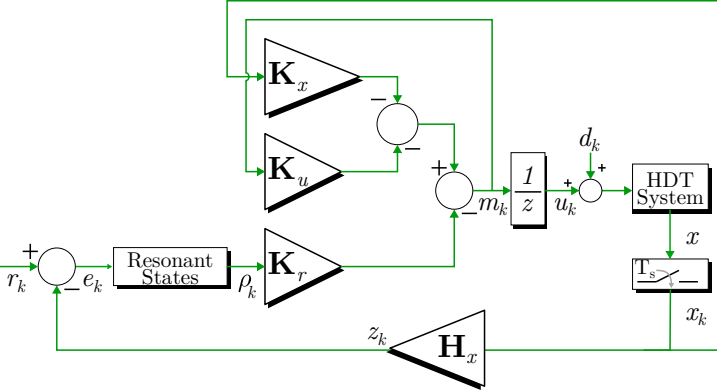 K_x
−
−
K_u
+
−
m_k
1
z
+
u_k
d_k
+
HDT
System
x
T_s
x_k
+
r_k
−
e_k
Resonant
States
ρ_k
K_r
z_k
H_x